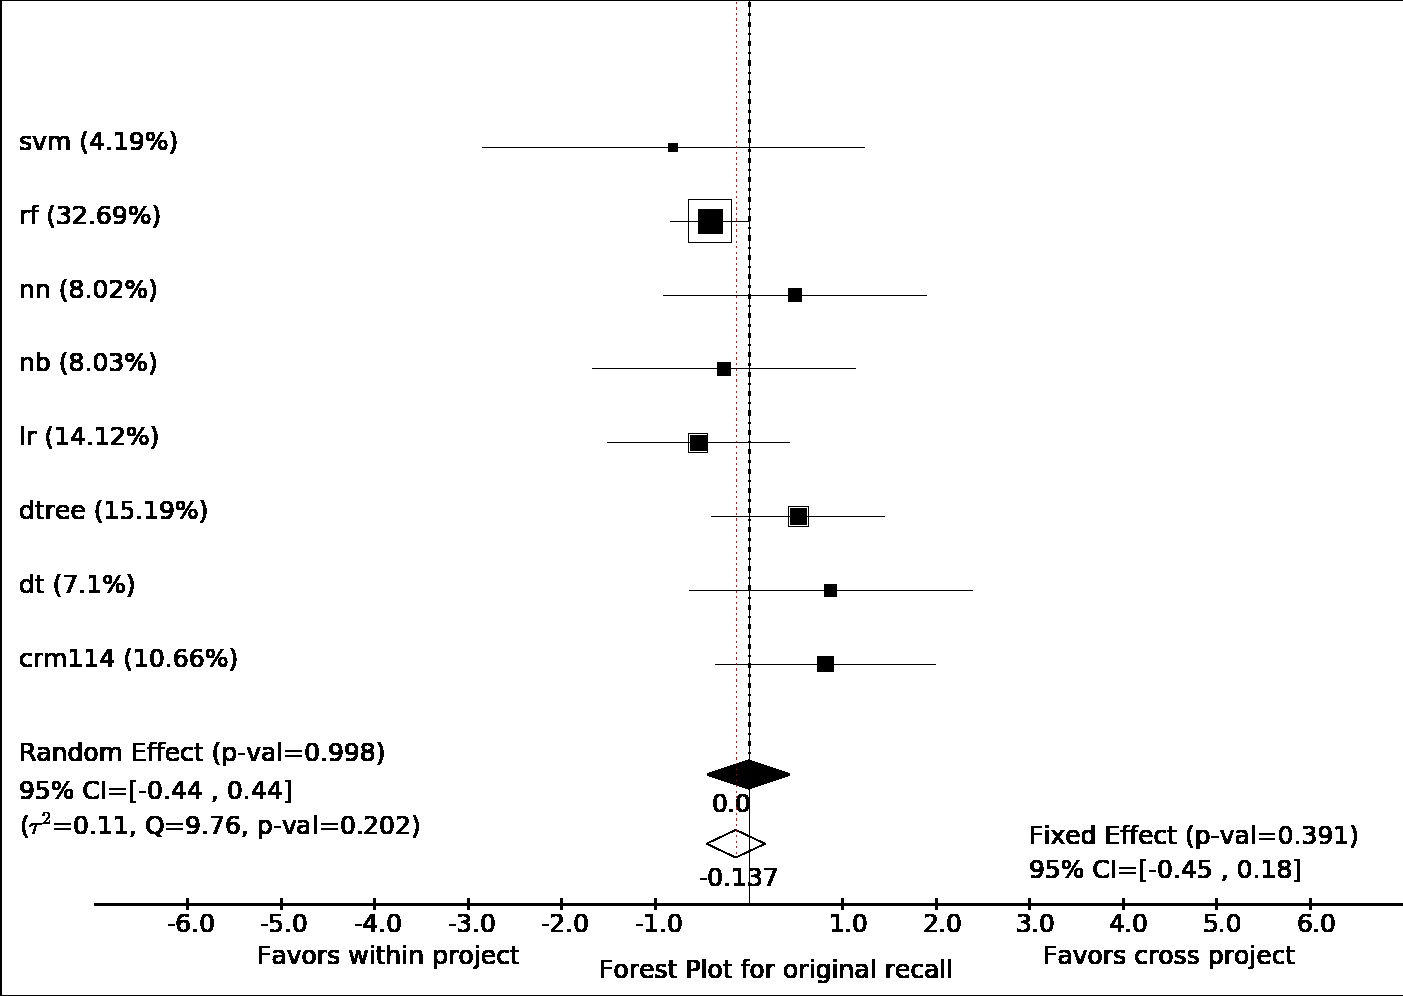 svm (4.19%)
rf (32.69%)
nn (8.02%)
nb (8.03%)
lr (14.12%)
dtree (15.19%)
dt (7.1%)
crm114 (10.66%)
Random Effect (p-val=0.998)
95% CI=[-0.44 , 0.44]
(τ²=0.11, Q=9.76, p-val=0.202)
0.0
-0.137
Fixed Effect (p-val=0.391)
95% CI=[-0.45 , 0.18]
-6.0 -5.0 -4.0 -3.0 -2.0 -1.0 1.0 2.0 3.0 4.0 5.0 6.0
Favors within project
Favors cross project
Forest Plot for original recall